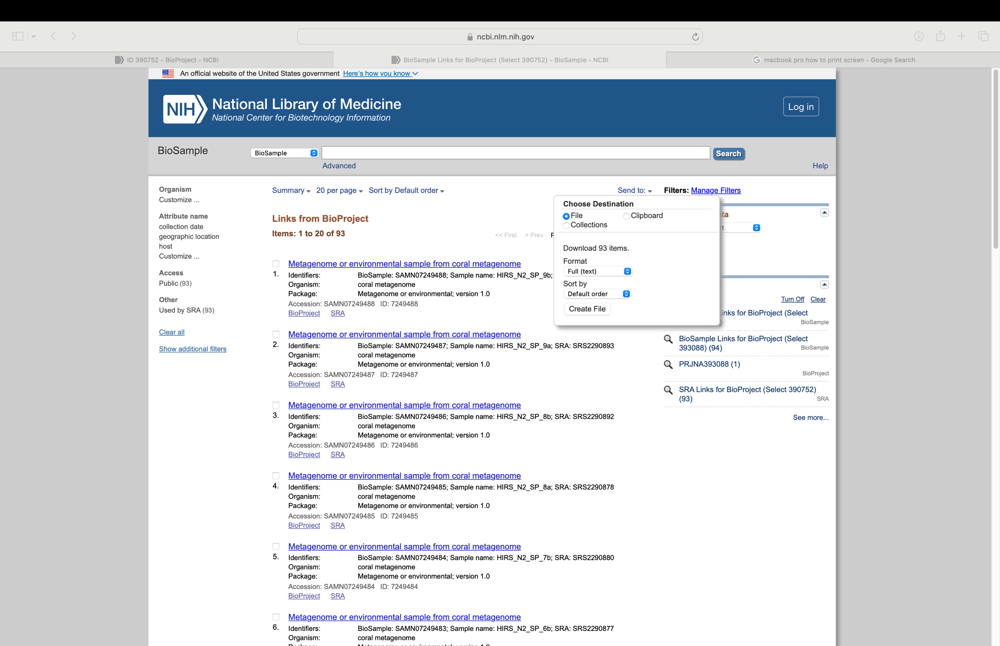 ncbi.nlm.nih.gov
ID 390752 - BioProject - NCBI
BioSample Links for BioProject (Select 390752) - BioSample - NCBI
macbook pro how to print screen - Google Search
An official website of the United States government Here's how you know
NIH National Library of Medicine
National Center for Biotechnology Information
Log in
BioSample
BioSample
Search
Advanced
Help
Organism
Customize ...
Attribute name
collection date
geographic location
host
Customize ...
Access
Public (93)
Other
Used by SRA (93)
Clear all
Show additional filters
Summary 20 per page Sort by Default order
Send to:
Links from BioProject
Items: 1 to 20 of 93
<< First < Prev
Metagenome or environmental sample from coral metagenome
1. Identifiers: BioSample: SAMN07249488; Sample name: HIRS_N2_SP_9b;
Organism: coral metagenome
Package: Metagenome or environmental; version 1.0
Accession: SAMN07249488 ID: 7249488
BioProject SRA
Metagenome or environmental sample from coral metagenome
2. Identifiers: BioSample: SAMN07249487; Sample name: HIRS_N2_SP_9a; SRA: SRS2290893
Organism: coral metagenome
Package: Metagenome or environmental; version 1.0
Accession: SAMN07249487 ID: 7249487
BioProject SRA
Metagenome or environmental sample from coral metagenome
3. Identifiers: BioSample: SAMN07249486; Sample name: HIRS_N2_SP_8b; SRA: SRS2290892
Organism: coral metagenome
Package: Metagenome or environmental; version 1.0
Accession: SAMN07249486 ID: 7249486
BioProject SRA
Metagenome or environmental sample from coral metagenome
4. Identifiers: BioSample: SAMN07249485; Sample name: HIRS_N2_SP_8a; SRA: SRS2290878
Organism: coral metagenome
Package: Metagenome or environmental; version 1.0
Accession: SAMN07249485 ID: 7249485
BioProject SRA
Metagenome or environmental sample from coral metagenome
5. Identifiers: BioSample: SAMN07249484; Sample name: HIRS_N2_SP_7b; SRA: SRS2290880
Organism: coral metagenome
Package: Metagenome or environmental; version 1.0
Accession: SAMN07249484 ID: 7249484
BioProject SRA
Metagenome or environmental sample from coral metagenome
6. Identifiers: BioSample: SAMN07249483; Sample name: HIRS_N2_SP_6b; SRA: SRS2290877
Organism: coral metagenome
Choose Destination
File Clipboard
Collections
Download 93 items.
Format
Full (text)
Sort by
Default order
Create File
Filters: Manage Filters
Turn Off Clear
inks for BioProject (Select
BioSample
BioSample Links for BioProject (Select
393088) (94) BioSample
PRJNA393088 (1)
BioProject
SRA Links for BioProject (Select 390752)
(93) SRA
See more...